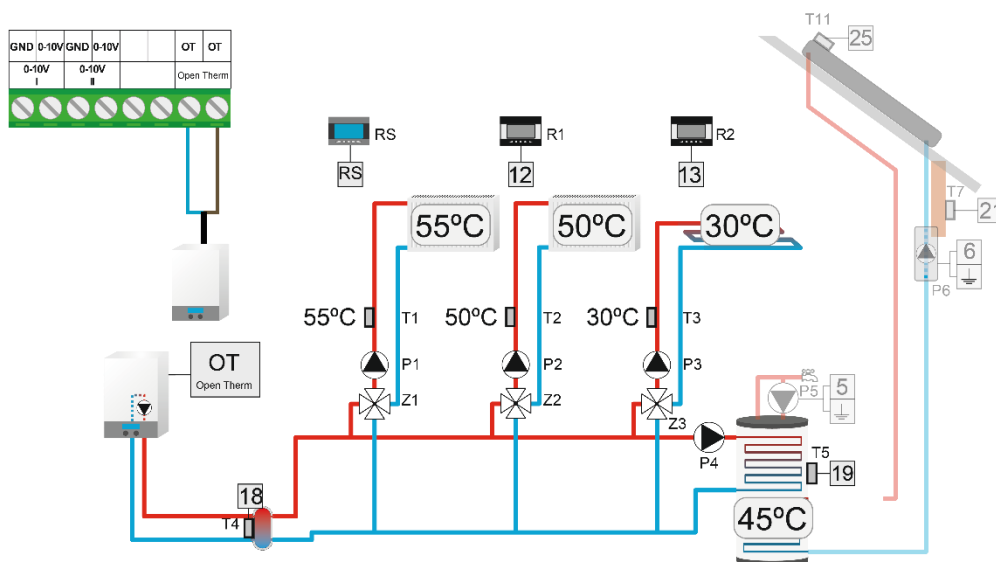 GND 0-10V GND 0-10V OT OT
0-10V I 0-10V II Open Therm
T11 25
RS R1 R2
RS 12 13
T7 21
55ºC 50ºC 30ºC
6
P6
55ºC T1 50ºC T2 30ºC T3
OT
Open Therm
P1 P2 P3
P5 5
Z1 Z2 Z3
P4
T5
19
18
T4
45ºC